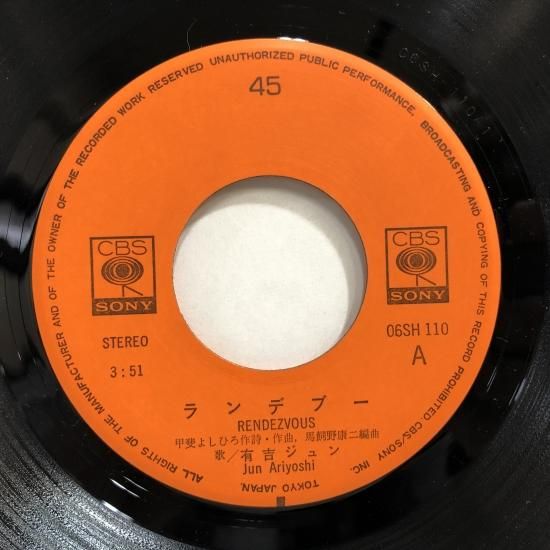 ALL RIGHTS OF THE MANUFACTURER AND OF THE OWNER OF THE RECORDED WORK RESERVED UNAUTHORIZED PUBLIC PERFORMANCE, BROADCASTING AND COPYING OF THIS RECORD PROHIBITED·CBS/SONY INC.
TOKYO JAPAN.
45
06SH 110A1
CBS
SONY
CBS
SONY
STEREO
06SH 110
3:51
A
ランデブー
RENDEZVOUS
甲斐よしひろ作詩・作曲，馬飼野康二編曲
歌／有吉ジュン
Jun Ariyoshi